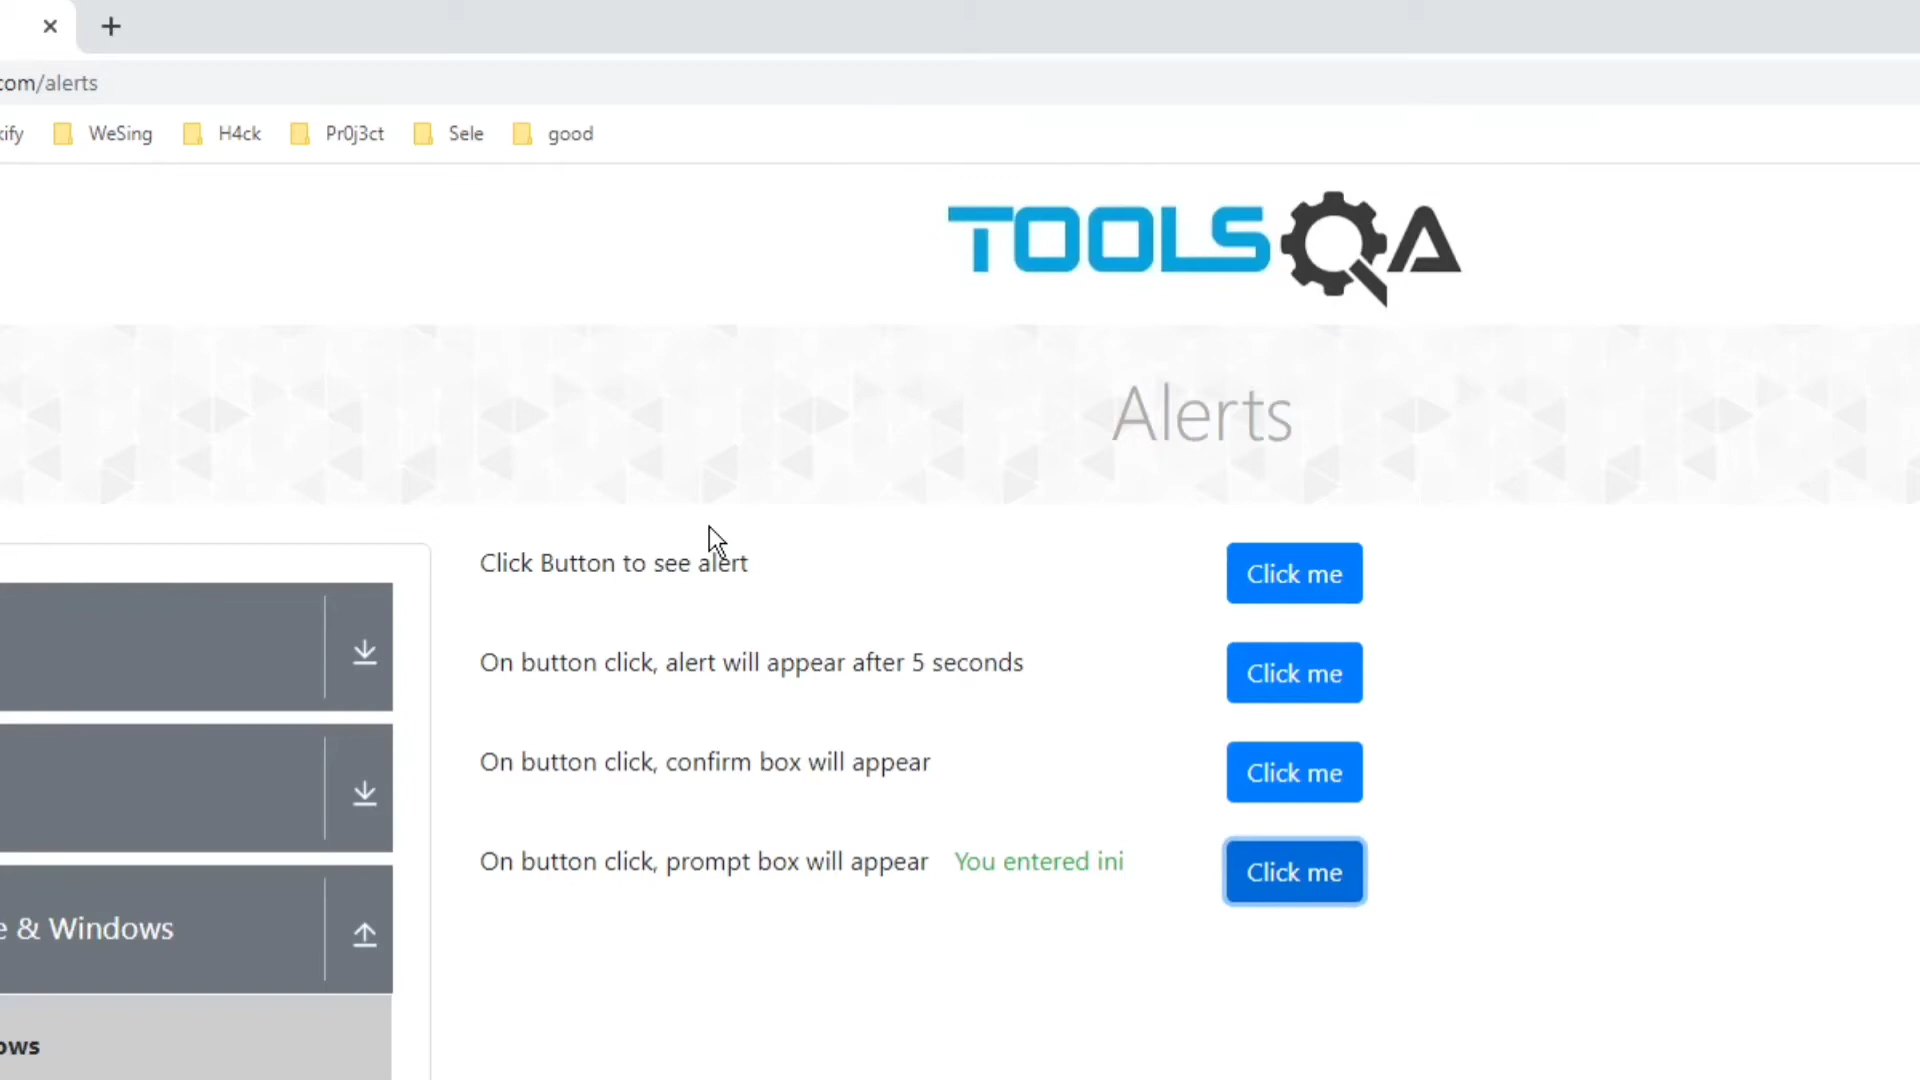 com/alerts
kify WeSing H4ck Pr0j3ct Sele good
TOOLSQA
Alerts
Click Button to see alert Click me
On button click, alert will appear after 5 seconds Click me
On button click, confirm box will appear Click me
On button click, prompt box will appear You entered ini Click me
e & Windows
ows